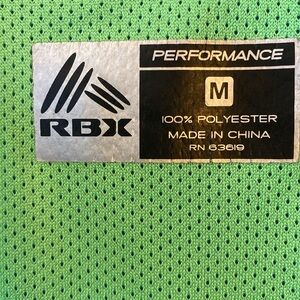 RBX
PERFORMANCE
M
100% POLYESTER
MADE IN CHINA
RN 63619